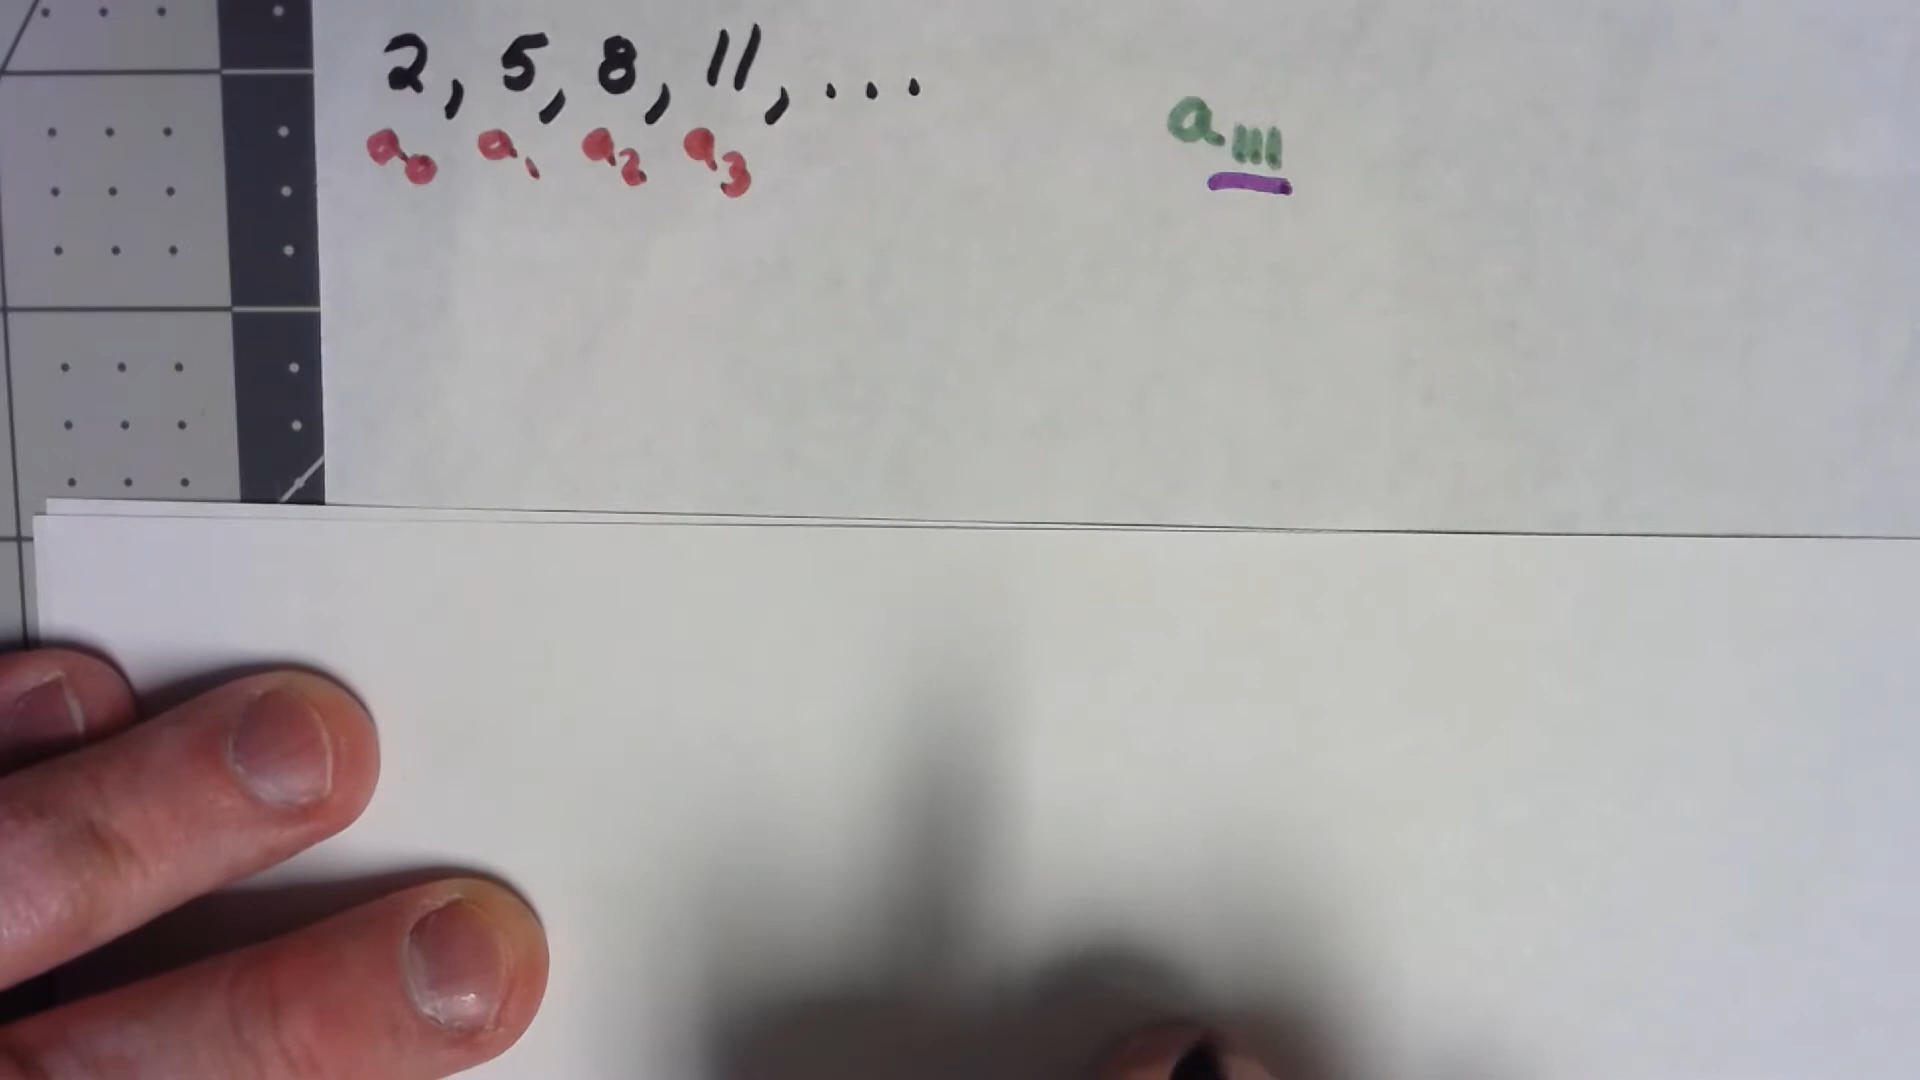 2, 5, 8, 11, ...
a₀ a₁ a₂ a₃
a₁₁₁